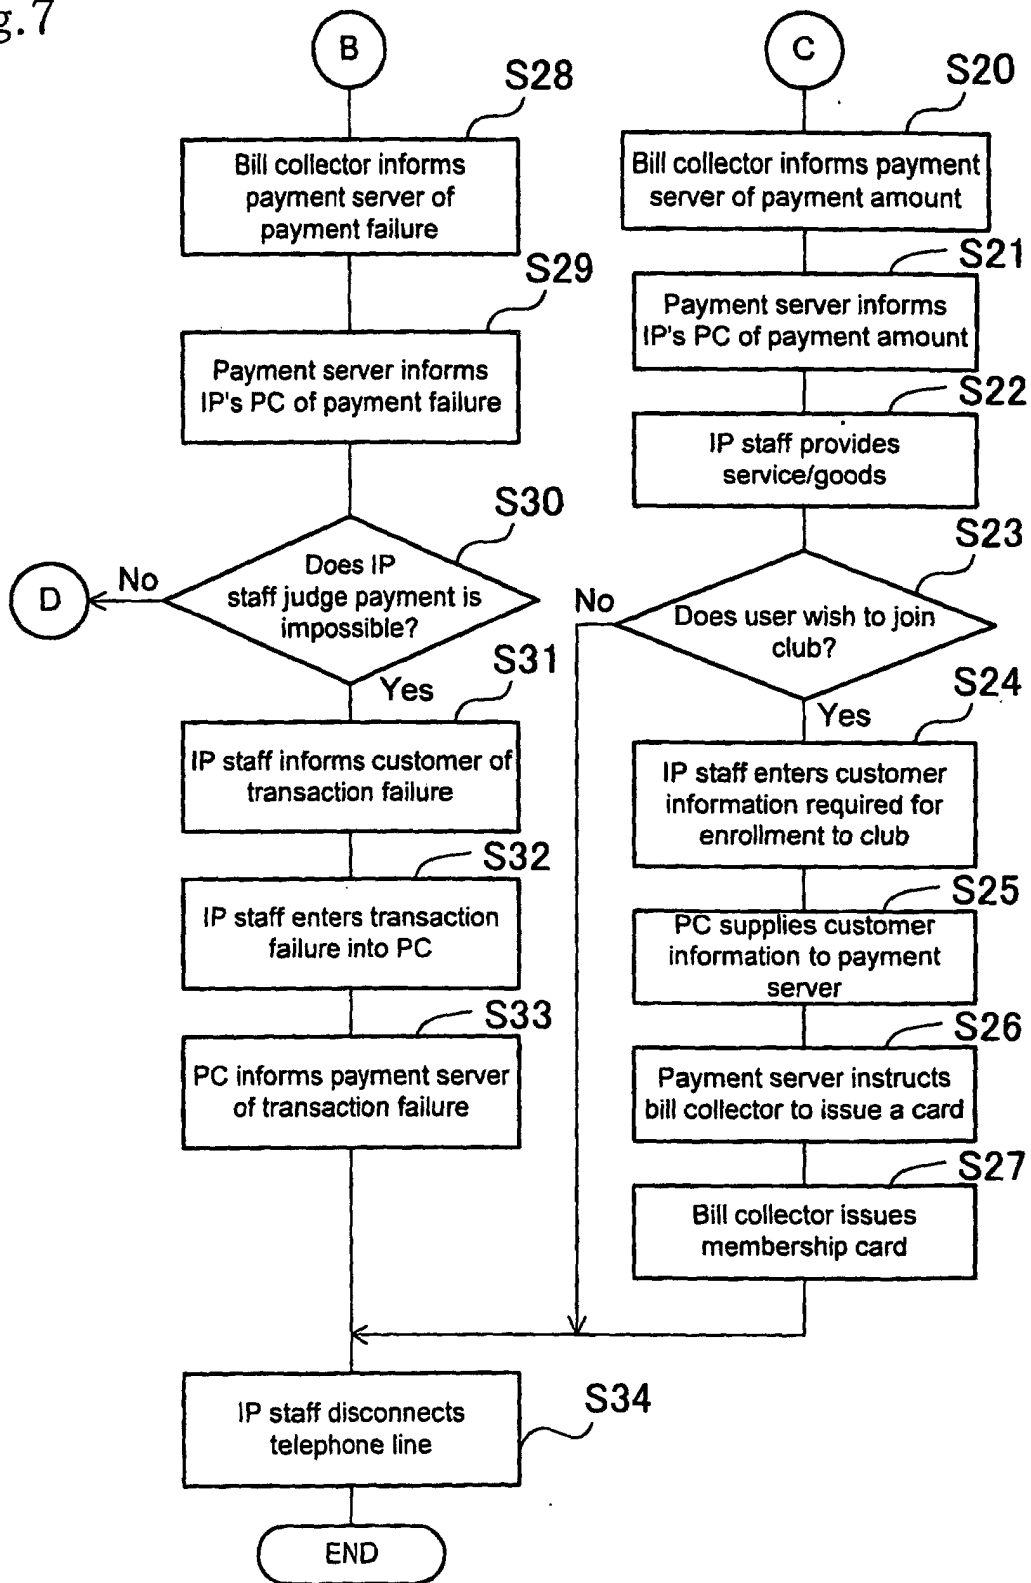 g.7
B
S28
Bill collector informs
payment server of
payment failure
S29
Payment server informs
IP's PC of payment failure
S30
Does IP
staff judge payment is
impossible?
No
D
Yes
S31
IP staff informs customer of
transaction failure
S32
IP staff enters transaction
failure into PC
S33
PC informs payment server
of transaction failure
C
S20
Bill collector informs payment
server of payment amount
S21
Payment server informs
IP's PC of payment amount
S22
IP staff provides
service/goods
S23
Does user wish to join
club?
No
Yes
S24
IP staff enters customer
information required for
enrollment to club
S25
PC supplies customer
information to payment
server
S26
Payment server instructs
bill collector to issue a card
S27
Bill collector issues
membership card
S34
IP staff disconnects
telephone line
END